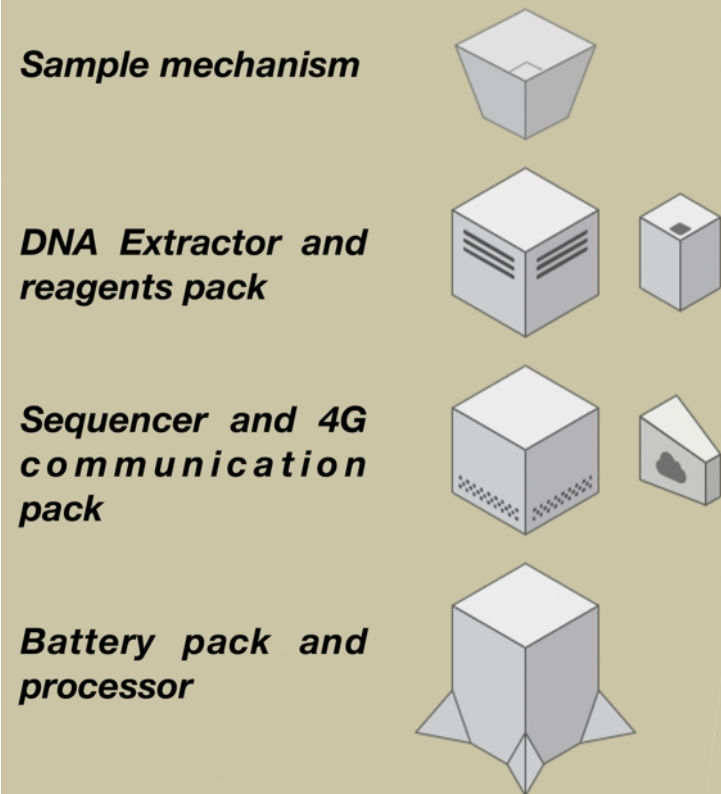 Sample mechanism
DNA Extractor and
reagents pack
Sequencer and 4G
communication
pack
Battery pack and
processor